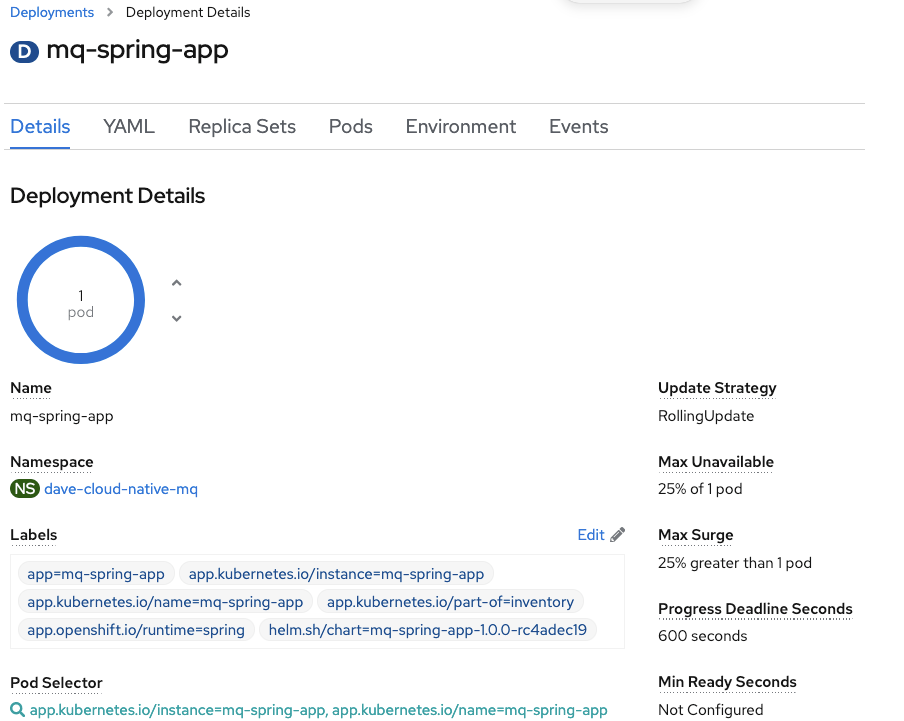 Deployments > Deployment Details
D mq-spring-app
Details YAML Replica Sets Pods Environment Events
Deployment Details
1
pod
Name
mq-spring-app
Namespace
NS dave-cloud-native-mq
Labels
Edit
app=mq-spring-app app.kubernetes.io/instance=mq-spring-app
app.kubernetes.io/name=mq-spring-app app.kubernetes.io/part-of=inventory
app.openshift.io/runtime=spring helm.sh/chart=mq-spring-app-1.0.0-rc4adec19
Pod Selector
app.kubernetes.io/instance=mq-spring-app, app.kubernetes.io/name=mq-spring-app
Update Strategy
RollingUpdate
Max Unavailable
25% of 1 pod
Max Surge
25% greater than 1 pod
Progress Deadline Seconds
600 seconds
Min Ready Seconds
Not Configured